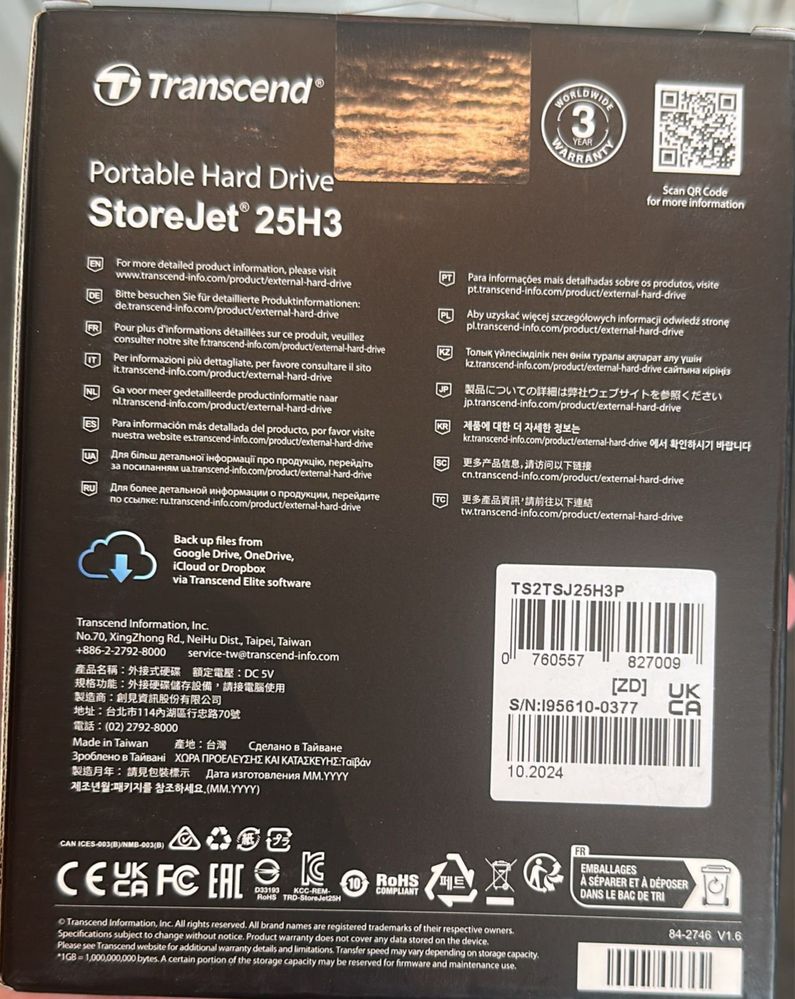 Transcend®
WORLDWIDE
3
YEAR
WARRANTY
Scan QR Code
for more information
Portable Hard Drive
StoreJet® 25H3
EN For more detailed product information, please visit
www.transcend-info.com/product/external-hard-drive
DE Bitte besuchen Sie für detaillierte Produktinformationen:
de.transcend-info.com/product/external-hard-drive
FR Pour plus d'informations détaillées sur ce produit, veuillez
consulter notre site fr.transcend-info.com/product/external-hard-drive
IT Per informazioni più dettagliate, per favore consultare il sito
it.transcend-info.com/product/external-hard-drive
NL Ga voor meer gedetailleerde productinformatie naar
nl.transcend-info.com/product/external-hard-drive
ES Para información más detallada del producto, por favor visite
nuestra website es.transcend-info.com/product/external-hard-drive
UA Для більш детальної інформації про продукцію, перейдіть
за посиланням ua.transcend-info.com/product/external-hard-drive
RU Для более детальной информации о продукции, перейдите
по ссылке: ru.transcend-info.com/product/external-hard-drive
PT Para informações mais detalhadas sobre os produtos, visite
pt.transcend-info.com/product/external-hard-drive
PL Aby uzyskać więcej szczegółowych informacji odwiedź stronę
pl.transcend-info.com/product/external-hard-drive
KZ Толық үйлесімділік пен өнім туралы ақпарат алу үшін
kz.transcend-info.com/product/external-hard-drive сайтына кіріңіз
JP 製品についての詳細は弊社ウェブサイトを参照ください
jp.transcend-info.com/product/external-hard-drive
KR 제품에 대한 더 자세한 정보는
kr.transcend-info.com/product/external-hard-drive 에서 확인하시기 바랍니다
SC 更多产品信息,请访问以下链接
cn.transcend-info.com/product/external-hard-drive
TC 更多產品資訊,請前往以下連結
tw.transcend-info.com/product/external-hard-drive
Back up files from
Google Drive, OneDrive,
iCloud or Dropbox
via Transcend Elite software
Transcend Information, Inc.
No.70, XingZhong Rd., NeiHu Dist., Taipei, Taiwan
+886-2-2792-8000 service-tw@transcend-info.com
產品名稱：外接式硬碟 額定電壓：DC 5V
規格功能：外接硬碟儲存設備，請接電腦使用
製造商：創見資訊股份有限公司
地址：台北市114內湖區行忠路70號
電話：(02) 2792-8000
Made in Taiwan 產地：台灣 Сделано в Тайване
Зроблено в Тайвані ΧΩΡΑ ΠΡΟΕΛΕΥΣΗΣ ΚΑΙ ΚΑΤΑΣΚΕΥΗΣ:Ταϊβάν
製造月年： 請見包裝標示 Дата изготовления MM.YYYY
제조년월:패키지를 참조하세요.(MM.YYYY)
TS2TSJ25H3P
0 760557 827009
[ZD]
UK
CA
S/N:I95610-0377
10.2024
CAN ICES-003(B)/NMB-003(B)
紙
プラ
CE UK
CA FC EAC
D33193
RoHS
KC
KCC-REM-
TRD-StoreJet25H
10
RoHS
COMPLIANT
페트
FR
EMBALLAGES
À SÉPARER ET À DÉPOSER
DANS LE BAC DE TRI
© Transcend Information, Inc. All rights reserved. All brand names are registered trademarks of their respective owners.
Specifications subject to change without notice. Product warranty does not cover any data stored on the device.
Please see Transcend website for additional warranty details and limitations. Transfer speed may vary depending on storage capacity.
*1GB = 1,000,000,000 bytes. A certain portion of the storage capacity may be reserved for firmware and maintenance use.
84-2746 V1.6